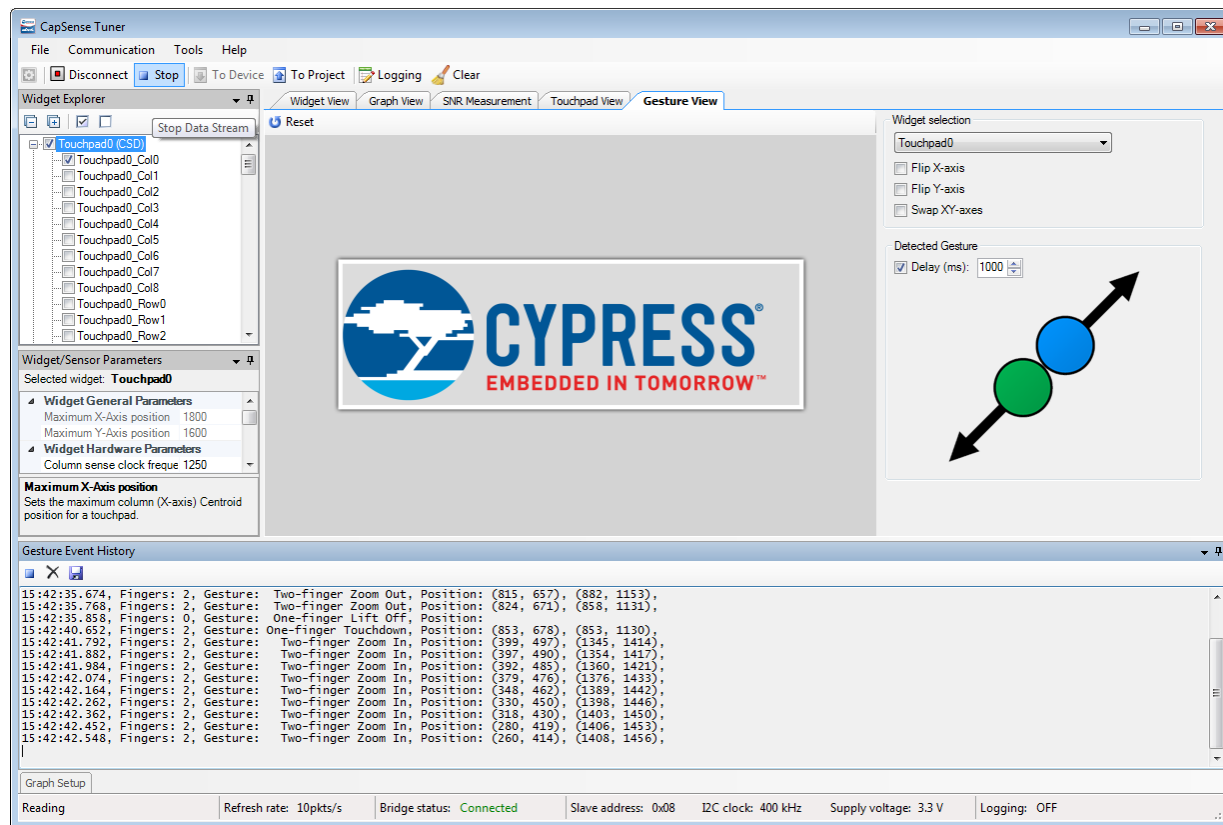 CapSense Tuner
File Communication Tools Help
Disconnect Stop To Device To Project Logging Clear
Widget Explorer
Stop Data Stream
Touchpad0 (CSD)
Touchpad0_Col0
Touchpad0_Col1
Touchpad0_Col2
Touchpad0_Col3
Touchpad0_Col4
Touchpad0_Col5
Touchpad0_Col6
Touchpad0_Col7
Touchpad0_Col8
Touchpad0_Row0
Touchpad0_Row1
Touchpad0_Row2
Widget/Sensor Parameters
Selected widget: Touchpad0
Widget General Parameters
Maximum X-Axis position 1800
Maximum Y-Axis position 1600
Widget Hardware Parameters
Column sense clock freque 1250
Maximum X-Axis position
Sets the maximum column (X-axis) Centroid
position for a touchpad.
Widget View Graph View SNR Measurement Touchpad View Gesture View
Reset
CYPRESS®
EMBEDDED IN TOMORROW™
Widget selection
Touchpad0
Flip X-axis
Flip Y-axis
Swap XY-axes
Detected Gesture
Delay (ms): 1000
Gesture Event History
15:42:35.674, Fingers: 2, Gesture: Two-finger Zoom Out, Position: (815, 657), (882, 1153),
15:42:35.768, Fingers: 2, Gesture: Two-finger Zoom Out, Position: (824, 671), (858, 1131),
15:42:35.858, Fingers: 0, Gesture: One-finger Lift Off, Position:
15:42:40.652, Fingers: 2, Gesture: One-finger Touchdown, Position: (853, 678), (853, 1130),
15:42:41.792, Fingers: 2, Gesture: Two-finger Zoom In, Position: (399, 497), (1345, 1414),
15:42:41.882, Fingers: 2, Gesture: Two-finger Zoom In, Position: (397, 490), (1354, 1417),
15:42:41.984, Fingers: 2, Gesture: Two-finger Zoom In, Position: (392, 485), (1360, 1421),
15:42:42.074, Fingers: 2, Gesture: Two-finger Zoom In, Position: (379, 476), (1376, 1433),
15:42:42.164, Fingers: 2, Gesture: Two-finger Zoom In, Position: (348, 462), (1389, 1442),
15:42:42.262, Fingers: 2, Gesture: Two-finger Zoom In, Position: (330, 450), (1398, 1446),
15:42:42.362, Fingers: 2, Gesture: Two-finger Zoom In, Position: (318, 430), (1403, 1450),
15:42:42.452, Fingers: 2, Gesture: Two-finger Zoom In, Position: (280, 419), (1406, 1453),
15:42:42.548, Fingers: 2, Gesture: Two-finger Zoom In, Position: (260, 414), (1408, 1456),
Graph Setup
Reading Refresh rate: 10pkts/s Bridge status: Connected Slave address: 0x08 I2C clock: 400 kHz Supply voltage: 3.3 V Logging: OFF